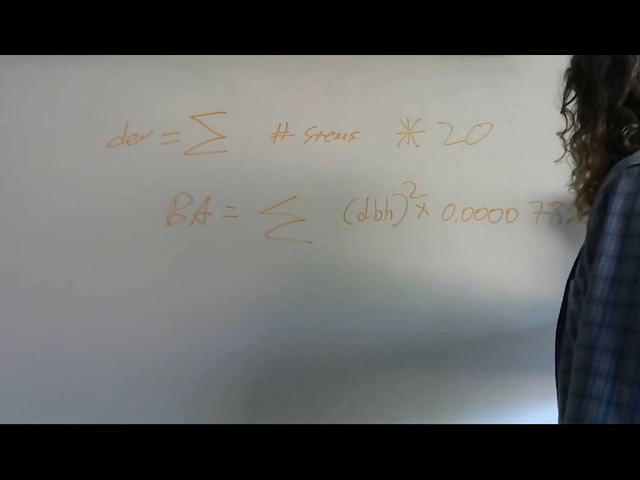 den = Σ # stems * 20
BA = Σ (dbh)² x 0.0000 78